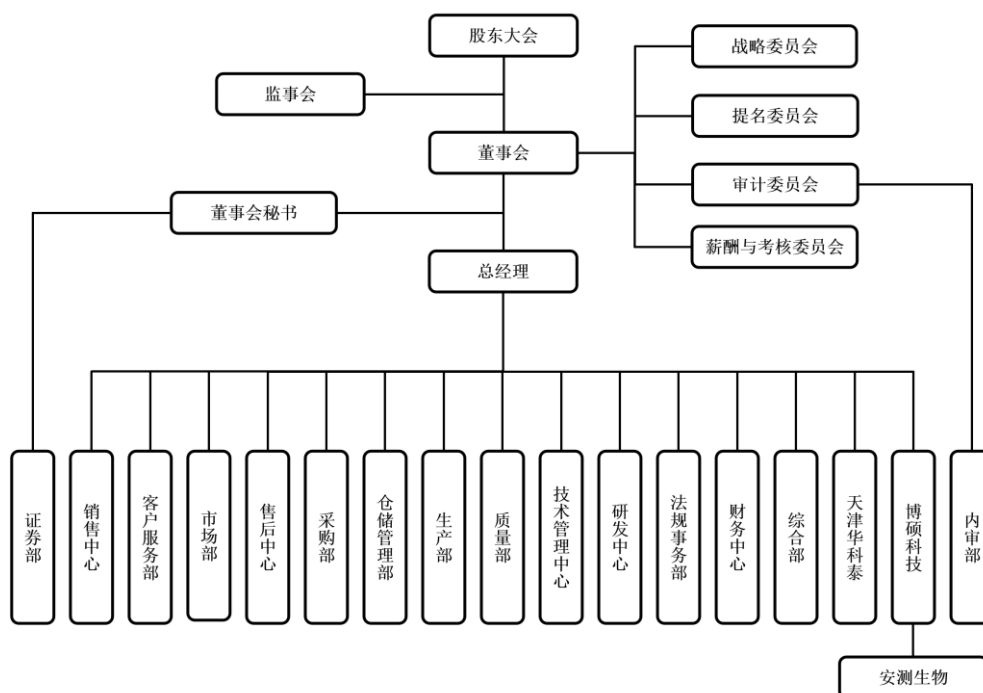 股东大会
战略委员会
监事会
提名委员会
董事会
审计委员会
董事会秘书
薪酬与考核委员会
总经理
证券部
销售中心
客户服务部
市场部
售后中心
采购部
仓储管理部
生产部
质量部
技术管理中心
研发中心
法规事务部
财务中心
综合部
天津华科泰
博硕科技
内审部
安测生物